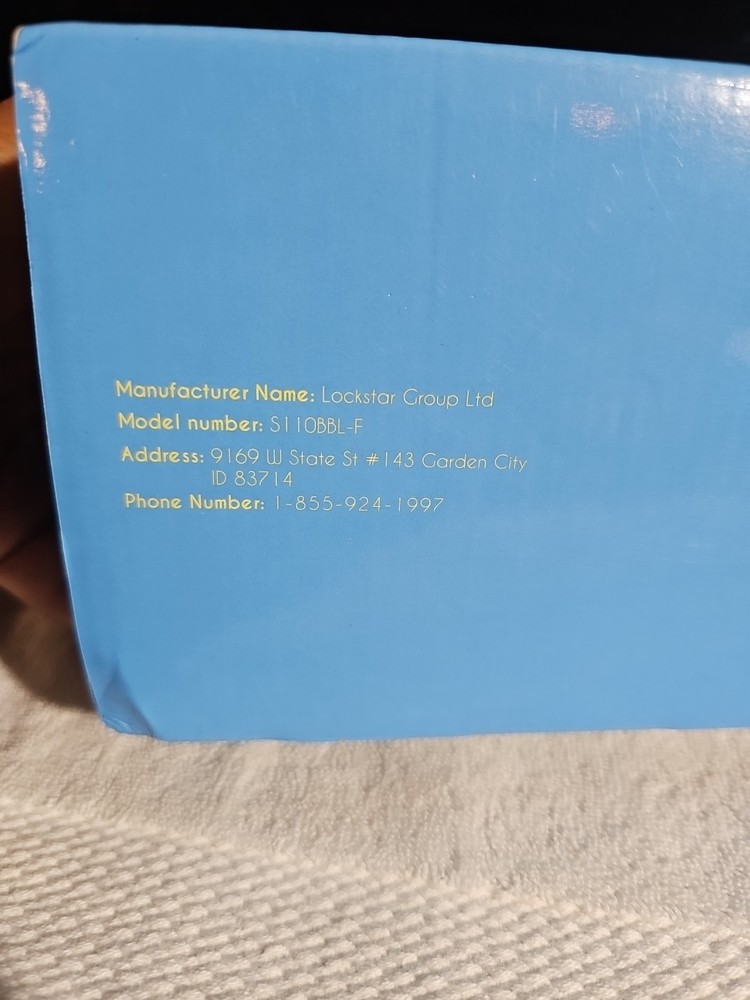 Manufacturer Name: Lockstar Group Ltd
Model number: S110BBL-F
Address: 9169 W State St #143 Garden City
ID 83714
Phone Number: 1-855-924-1997